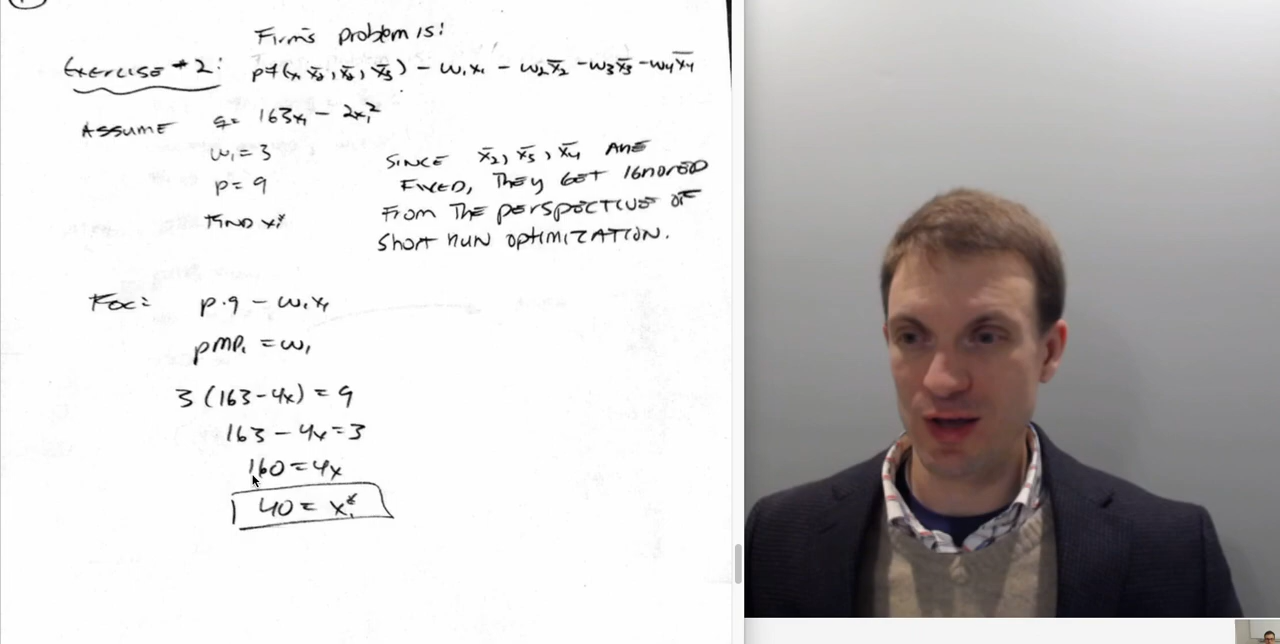 Firm's problem is:
Exercise #2: pf(x, x̄2, x̄3, x̄3) - w1x1 - w2x̄2 - w3x̄3 - w4x̄4
ASSUME q = 163x1 - 2x1²
w1 = 3
p = 9
FIND x1*
SINCE x̄2, x̄3, x̄4 ARE
FIXED, THEY GET IGNORED
FROM THE PERSPECTIVE OF
SHORT RUN OPTIMIZATION.
FOC: p·q - w1x1
pMP1 = w1
3(163-4x) = 9
163 - 4x = 3
160 = 4x
40 = x1*